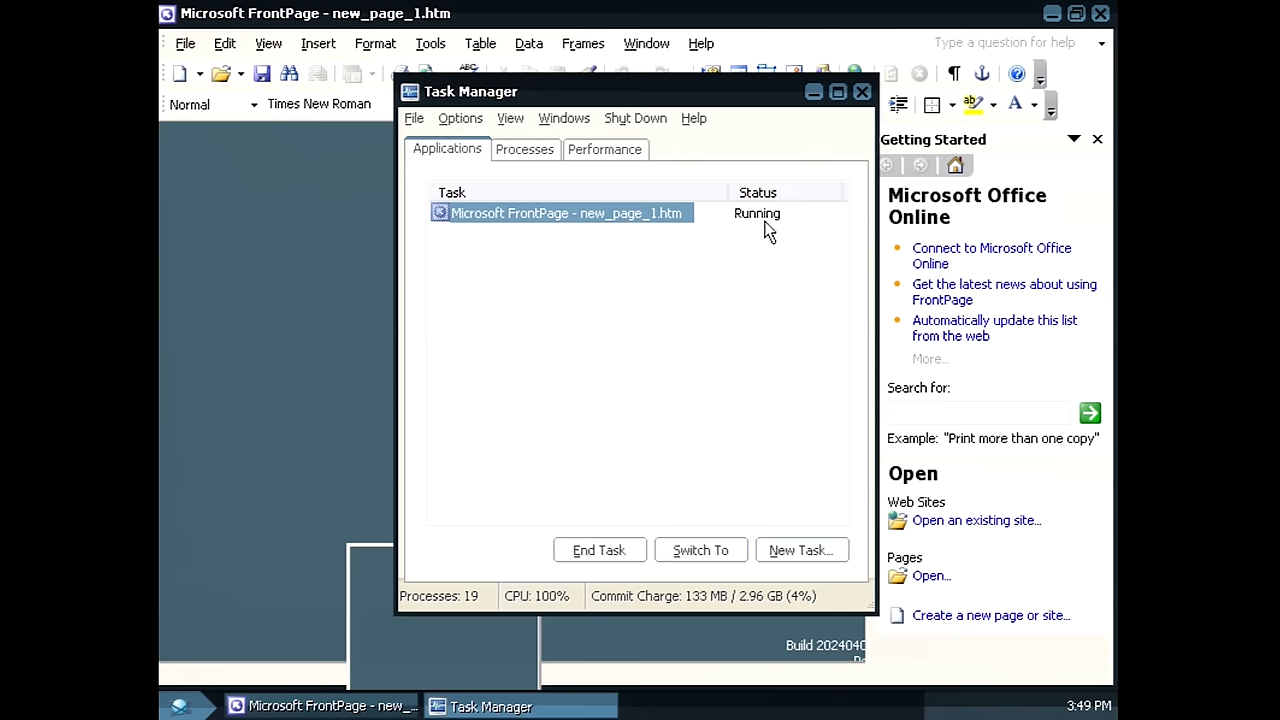 Microsoft FrontPage - new_page_1.htm
File Edit View Insert Format Tools Table Data Frames Window Help
Type a question for help
Normal Times New Roman
Task Manager
File Options View Windows Shut Down Help
Applications Processes Performance
Task Status
Microsoft FrontPage - new_page_1.htm Running
End Task Switch To New Task...
Processes: 19 CPU: 100% Commit Charge: 133 MB / 2.96 GB (4%)
Getting Started
Microsoft Office
Online
Connect to Microsoft Office
Online
Get the latest news about using
FrontPage
Automatically update this list
from the web
More...
Search for:
Example: "Print more than one copy"
Open
Web Sites
Open an existing site...
Pages
Open...
Create a new page or site...
Build 2024040
Microsoft FrontPage - new_... Task Manager 3:49 PM